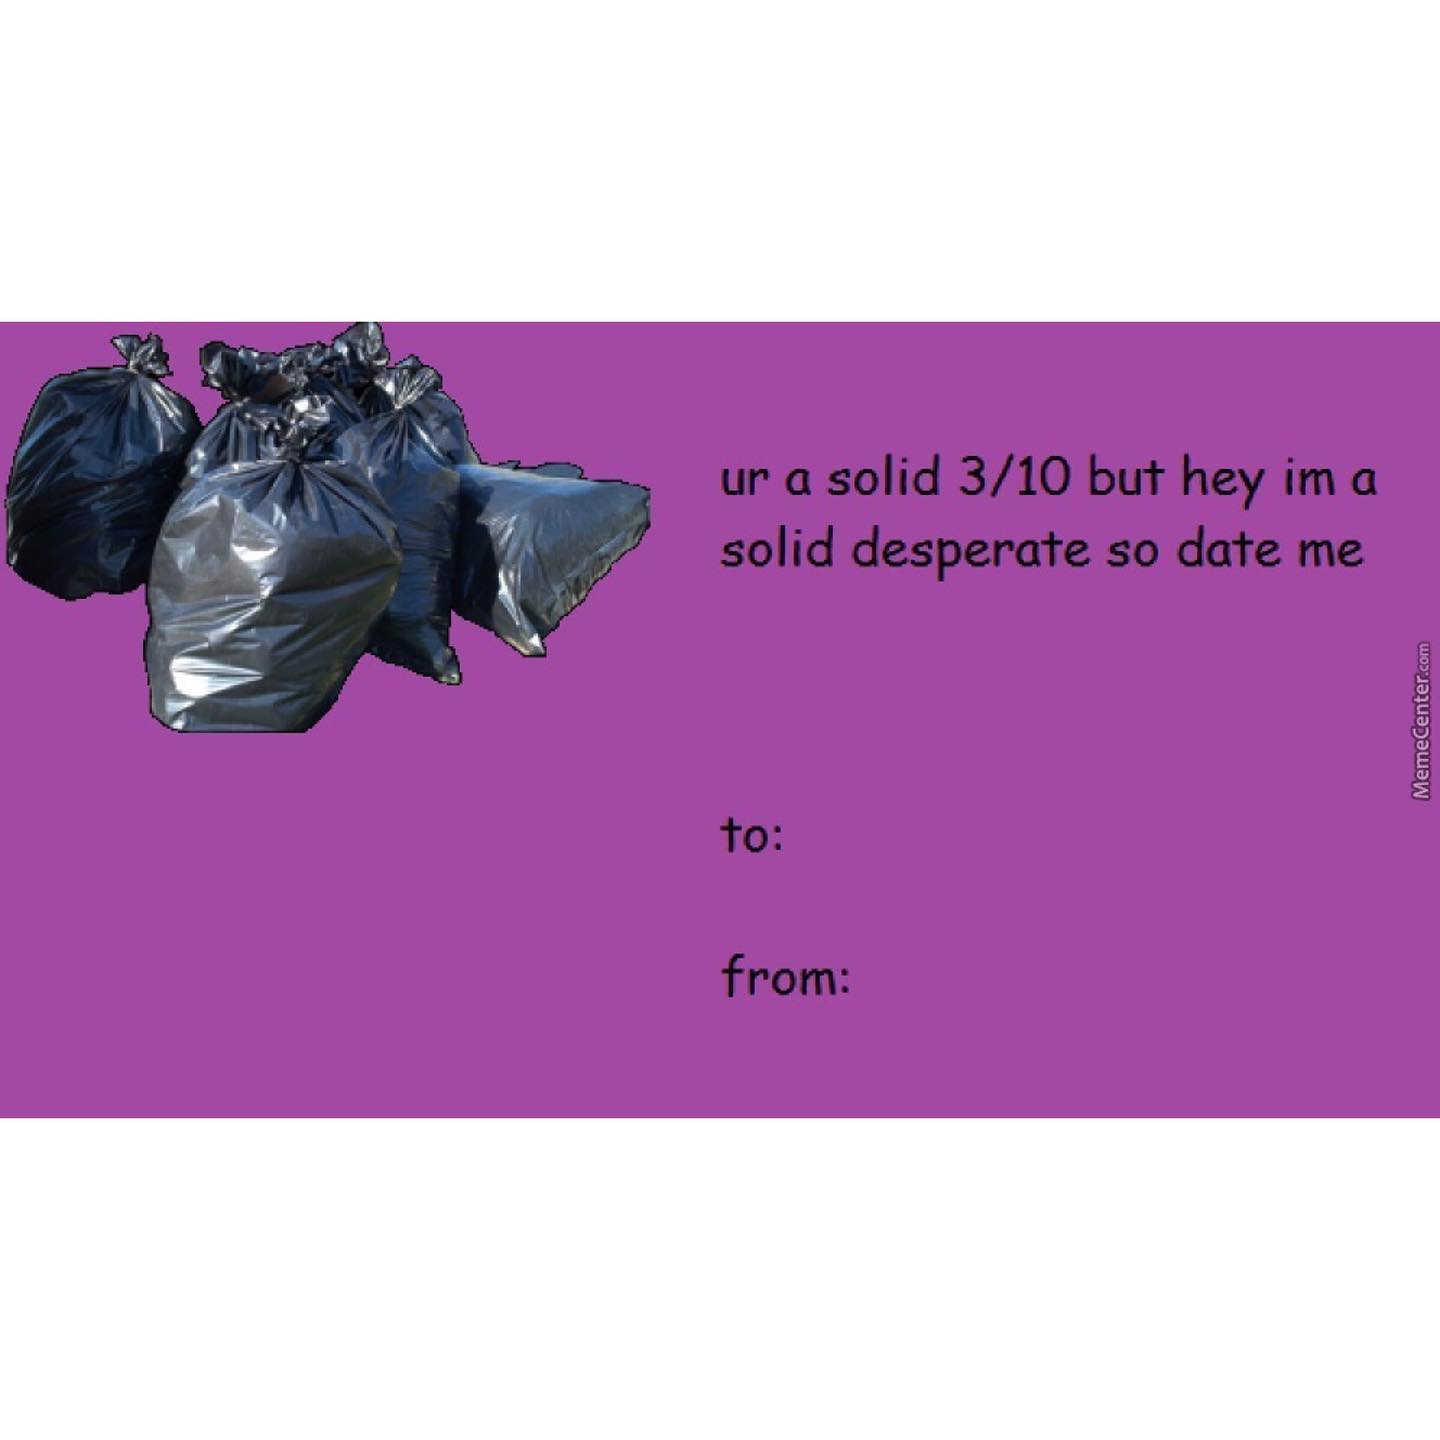 ur a solid 3/10 but hey im a
solid desperate so date me
to:
from:
MemeCenter.com